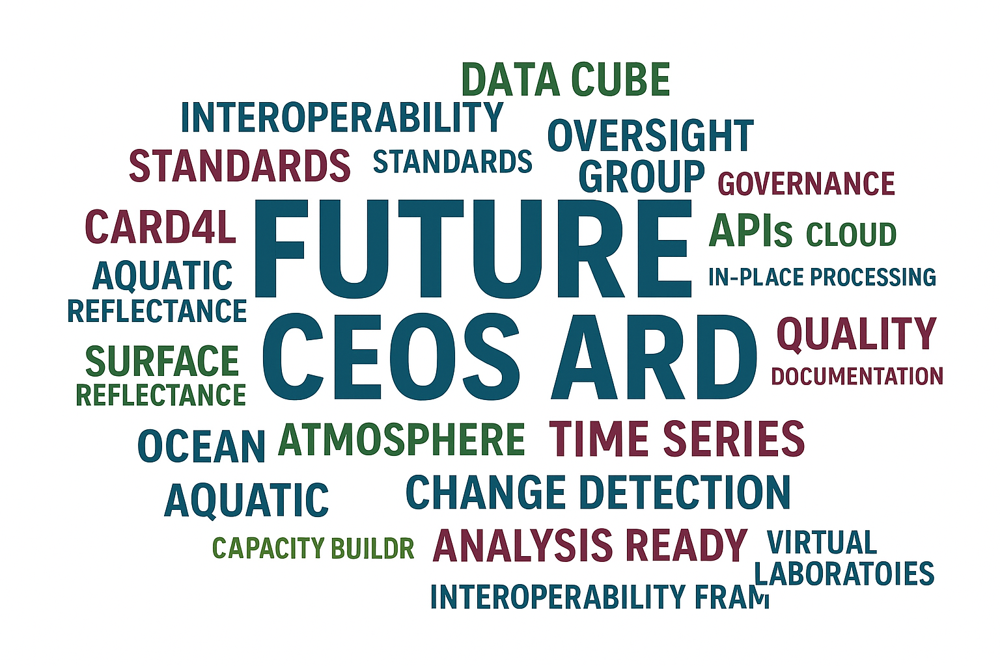 DATA CUBE
INTEROPERABILITY
OVERSIGHT
GROUP
STANDARDS
STANDARDS
GOVERNANCE
CARD4L
FUTURE
APIs
CLOUD
AQUATIC
REFLECTANCE
IN-PLACE PROCESSING
CEOS ARD
QUALITY
DOCUMENTATION
SURFACE
REFLECTANCE
OCEAN
ATMOSPHERE
TIME SERIES
AQUATIC
CHANGE DETECTION
CAPACITY BUILDR
ANALYSIS READY
VIRTUAL
LABORATOIES
INTEROPERABILITY FRAM